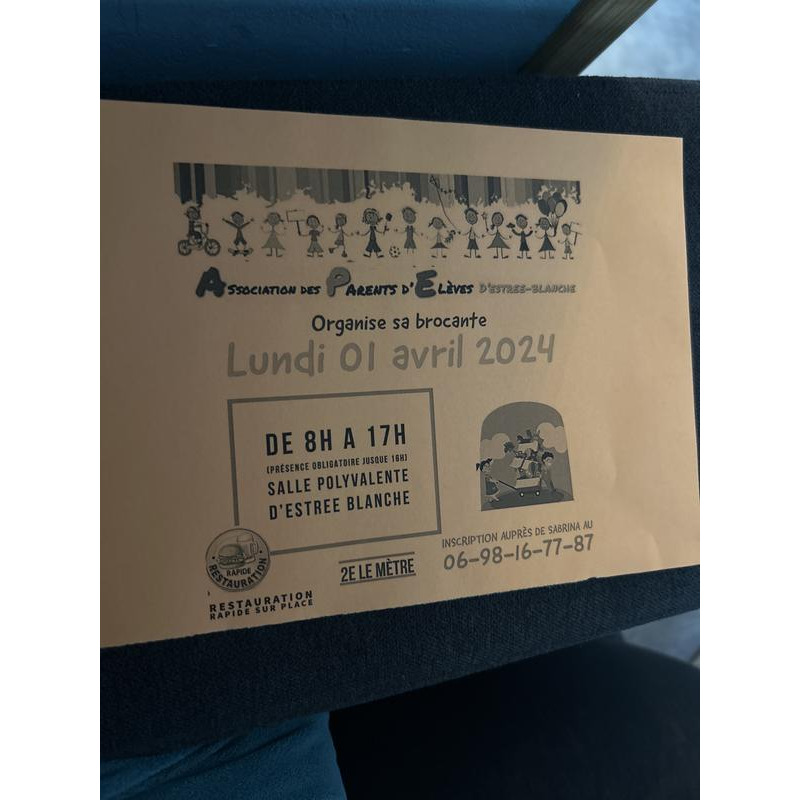 Association des Parents d'Elèves d'Estree-Blanche
Organise sa brocante
Lundi 01 avril 2024
DE 8H A 17H
(PRÉSENCE OBLIGATOIRE JUSQUE 16H)
SALLE POLYVALENTE
D'ESTREE BLANCHE
INSCRIPTION AUPRÈS DE SABRINA AU
06-98-16-77-87
2E LE MÈTRE
RAPIDE
RESTAURATION
RESTAURATION
RAPIDE SUR PLACE